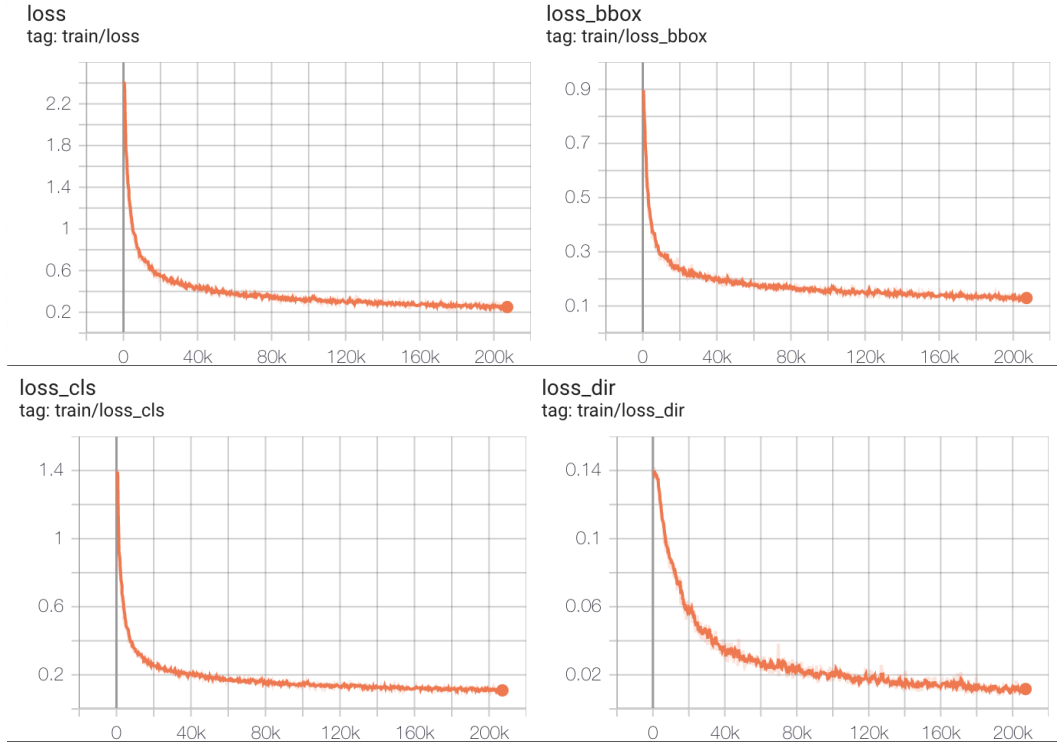 loss
tag: train/loss
2.2
1.8
1.4
1
0.6
0.2
0 40k 80k 120k 160k 200k
loss_bbox
tag: train/loss_bbox
0.9
0.7
0.5
0.3
0.1
0 40k 80k 120k 160k 200k
loss_cls
tag: train/loss_cls
1.4
1
0.6
0.2
0 40k 80k 120k 160k 200k
loss_dir
tag: train/loss_dir
0.14
0.1
0.06
0.02
0 40k 80k 120k 160k 200k